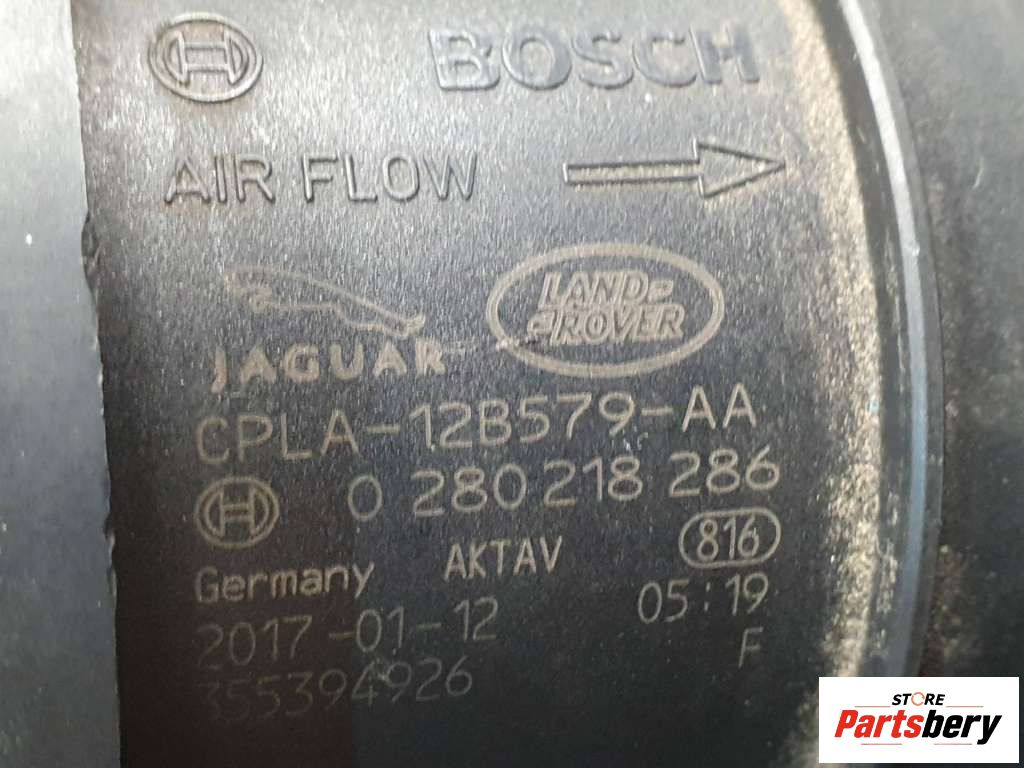 BOSCH
AIR FLOW
JAGUAR
LAND
ROVER
CPLA-12B579-AA
0 280 218 286
AKTAV
816
Germany
05:19
2017-01-12
F
355394926
STORE
Partsbery